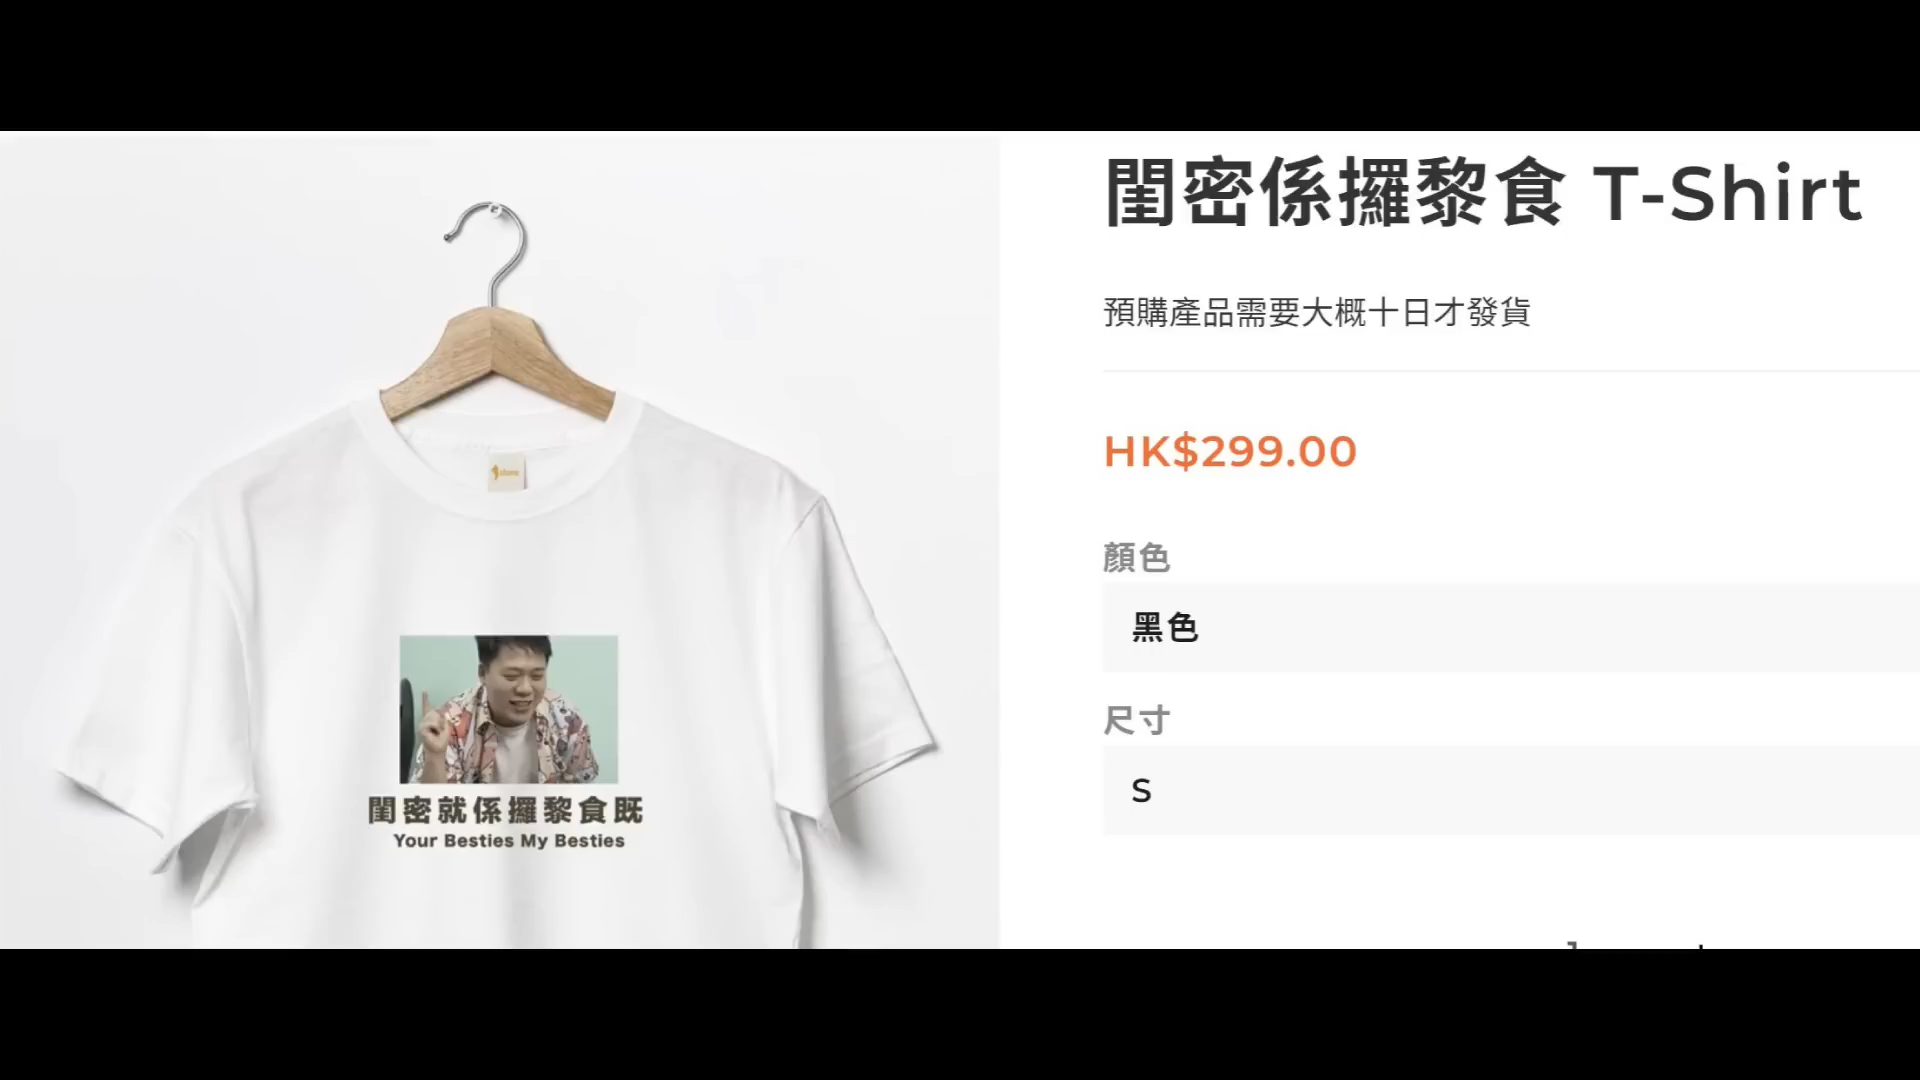 閨密係攞黎食 T-Shirt
預購產品需要大概十日才發貨
HK$299.00
顏色
黑色
尺寸
S
閨密就係攞黎食既
Your Besties My Besties